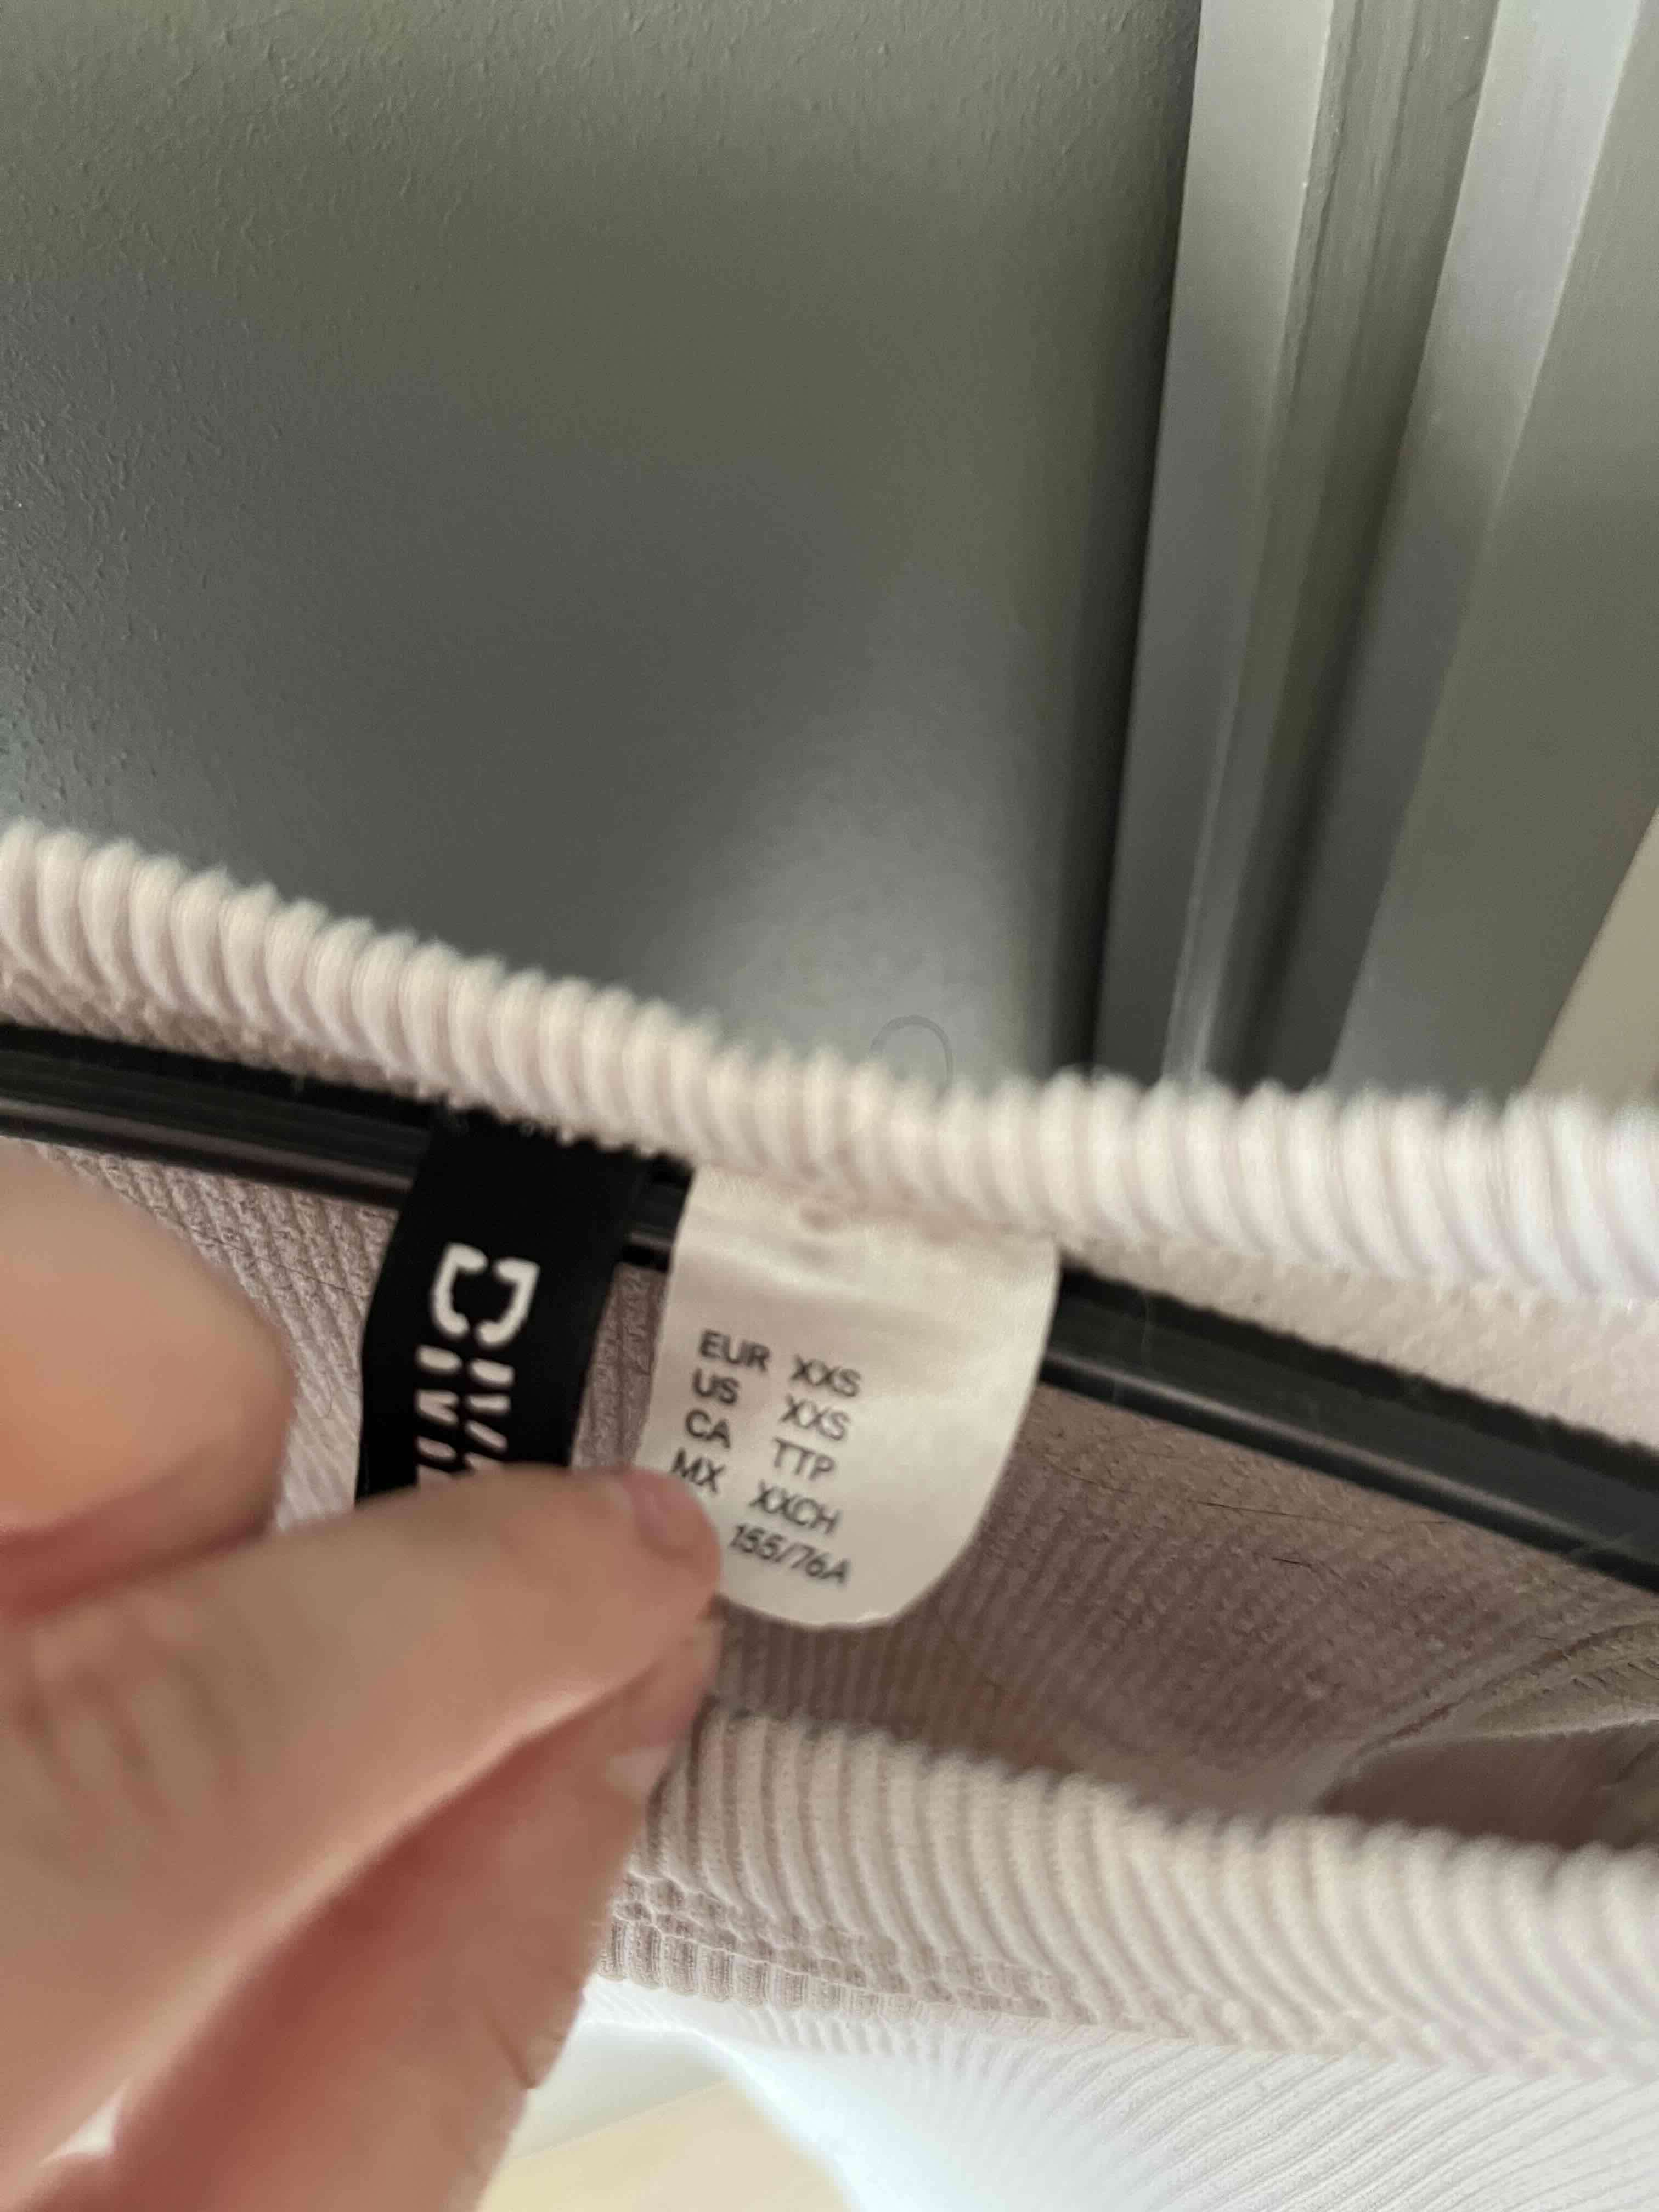 EUR XXS
US XXS
CA TTP
MX XXCH
155/76A